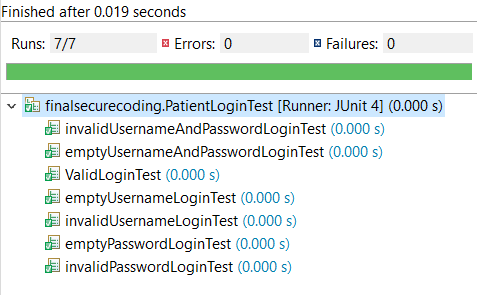 Finished after 0.019 seconds
Runs: 7/7 Errors: 0 Failures: 0
finalsecurecoding.PatientLoginTest [Runner: JUnit 4] (0.000 s)
invalidUsernameAndPasswordLoginTest (0.000 s)
emptyUsernameAndPasswordLoginTest (0.000 s)
ValidLoginTest (0.000 s)
emptyUsernameLoginTest (0.000 s)
invalidUsernameLoginTest (0.000 s)
emptyPasswordLoginTest (0.000 s)
invalidPasswordLoginTest (0.000 s)